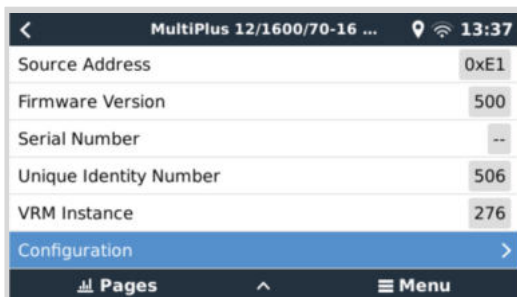 MultiPlus 12/1600/70-16 ... 13:37
Source Address 0xE1
Firmware Version 500
Serial Number --
Unique Identity Number 506
VRM Instance 276
Configuration
Pages Menu